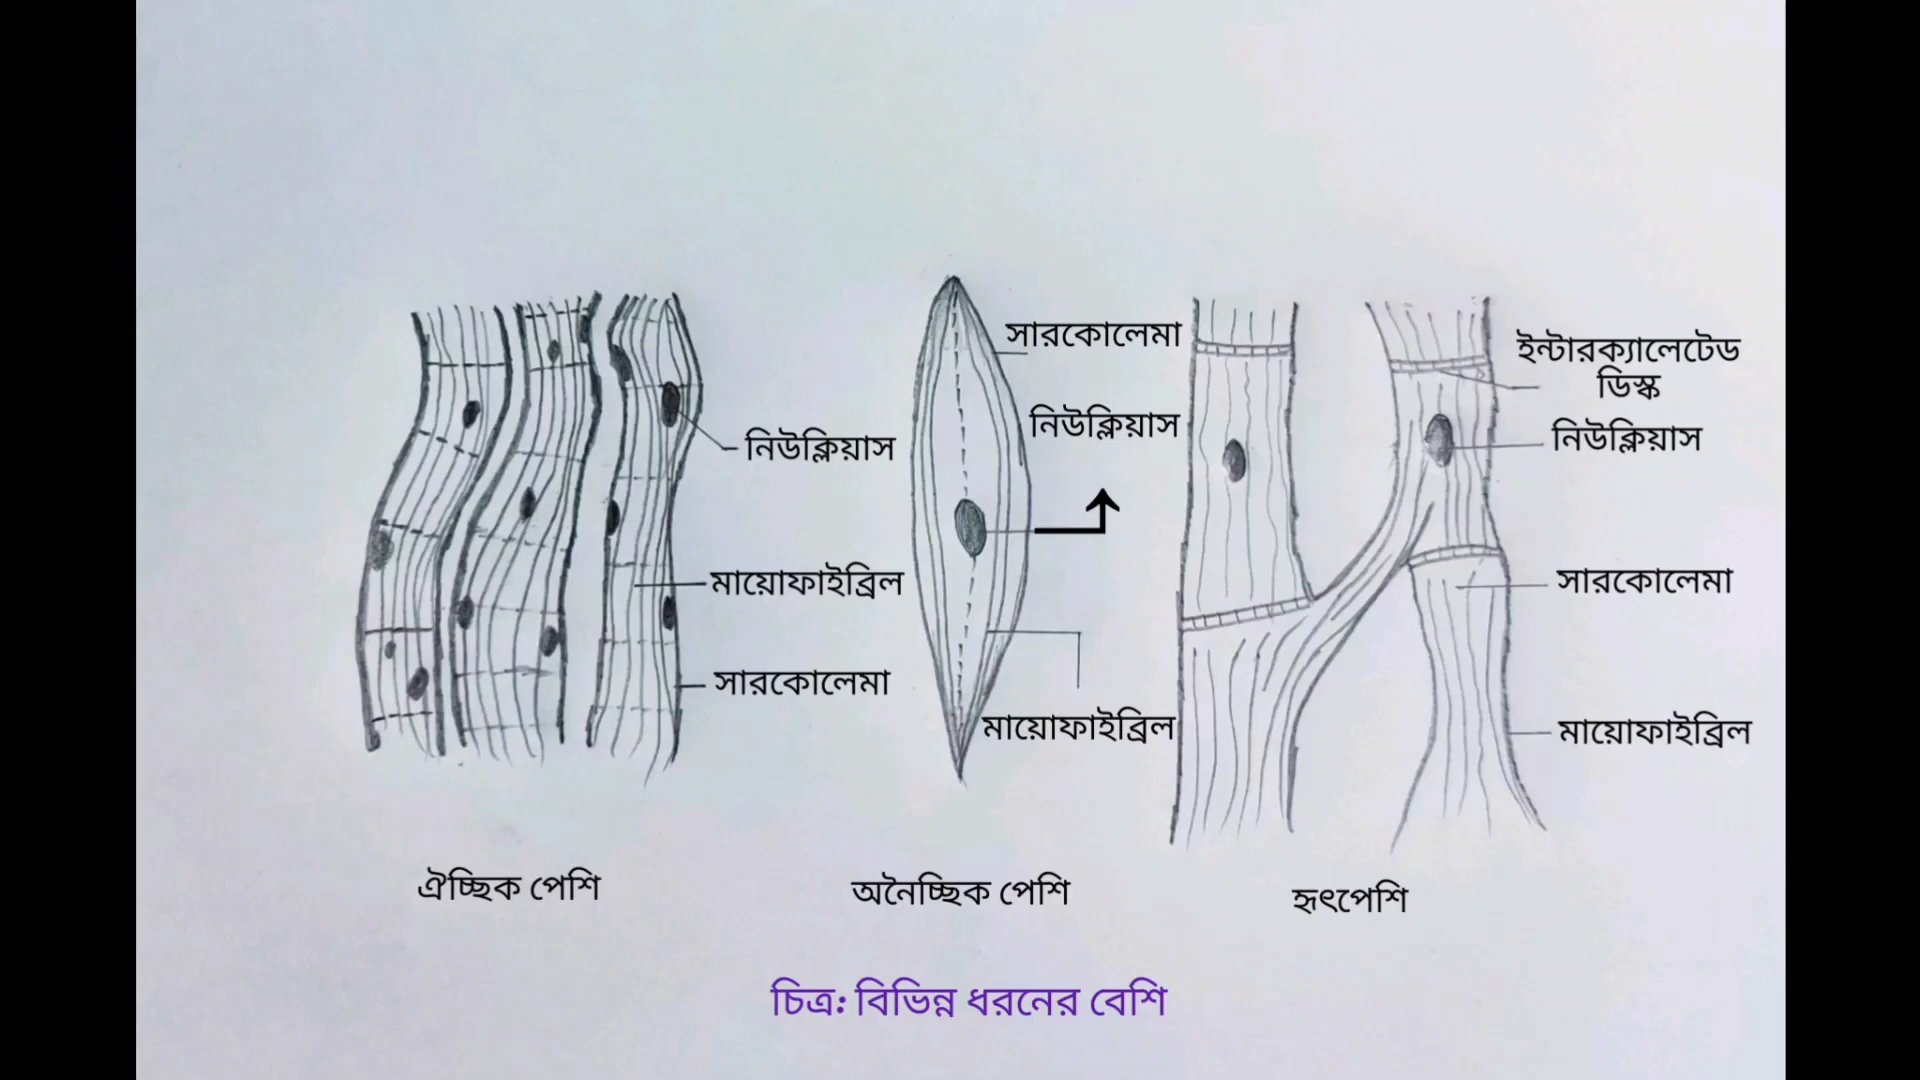 সারকোলেমা
ইন্টারক্যালেটেড
ডিস্ক
নিউক্লিয়াস
নিউক্লিয়াস
নিউক্লিয়াস
মায়োফাইব্রিল
সারকোলেমা
সারকোলেমা
মায়োফাইব্রিল
মায়োফাইব্রিল
ঐচ্ছিক পেশি
অনৈচ্ছিক পেশি
হৃৎপেশি
চিত্র: বিভিন্ন ধরনের বেশি